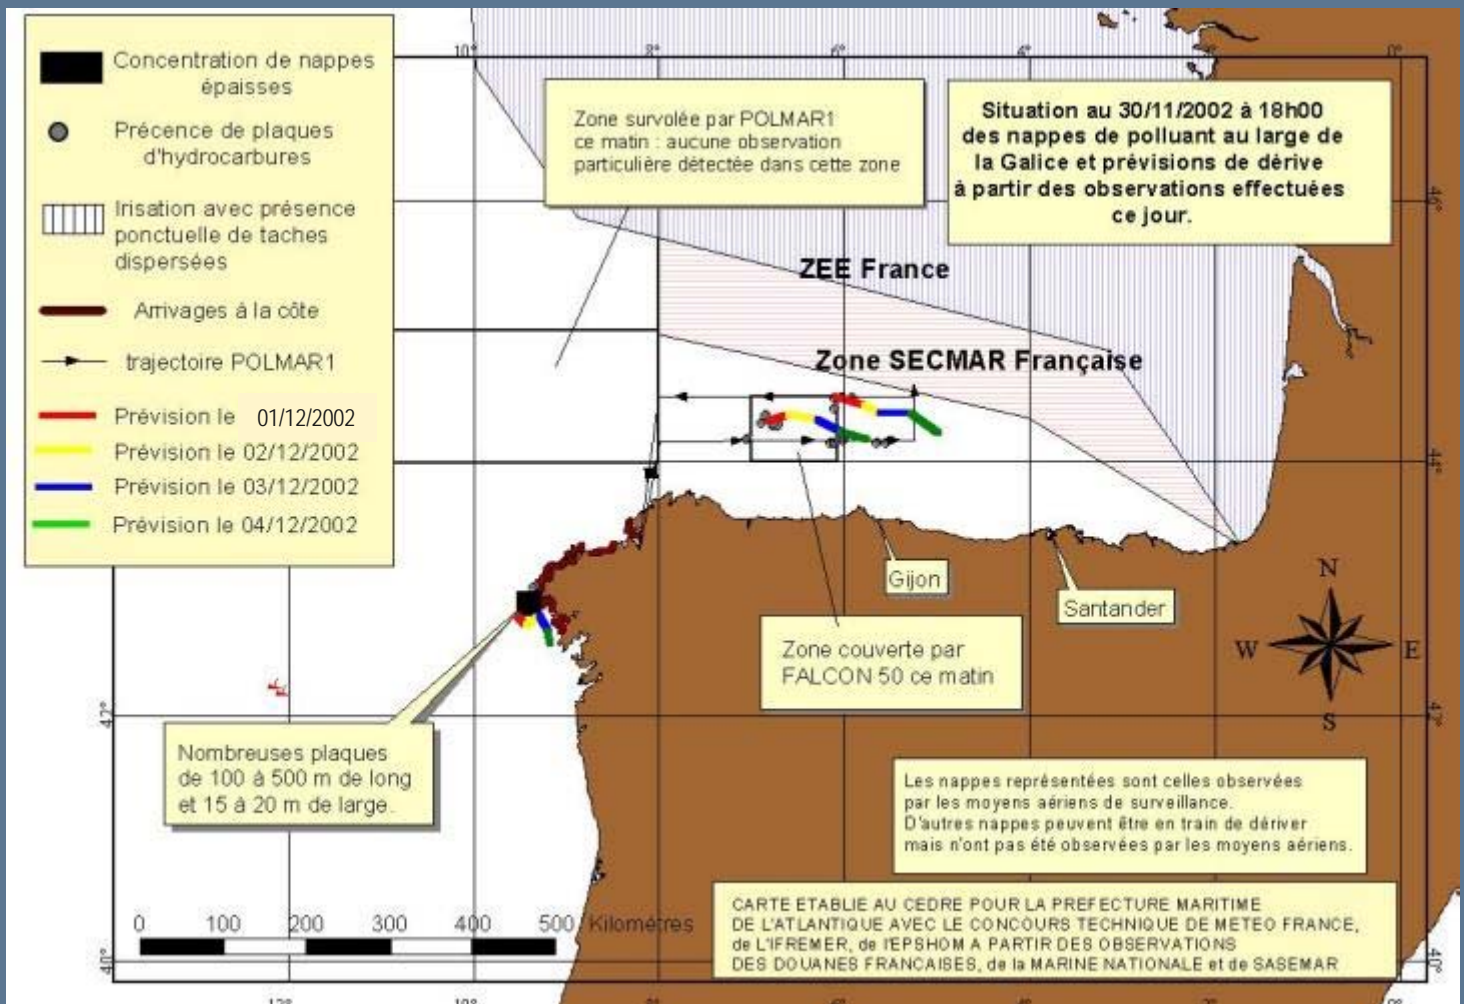 Concentration de nappes
épaisses
Précence de plaques
d'hydrocarbures
Irisation avec présence
ponctuelle de taches
dispersées
Arrivages à la côte
trajectoire POLMAR1
Prévision le 01/12/2002
Prévision le 02/12/2002
Prévision le 03/12/2002
Prévision le 04/12/2002
10° 8° 6° 4° 0°
Zone survolée par POLMAR1
ce matin : aucune observation
particulière détectée dans cette zone
Situation au 30/11/2002 à 18h00
des nappes de polluant au large de
la Galice et prévisions de dérive
à partir des observations effectuées
ce jour.
46°
ZEE France
Zone SECMAR Française
44°
Gijon
Santander
Zone couverte par
FALCON 50 ce matin
N
W E
S
Nombreuses plaques
de 100 à 500 m de long
et 15 à 20 m de large.
Les nappes représentées sont celles observées
par les moyens aériens de surveillance.
D'autres nappes peuvent être en train de dériver
mais n'ont pas été observées par les moyens aériens.
0 100 200 300 400 500 Kilométres
CARTE ETABLIE AU CEDRE POUR LA PREFECTURE MARITIME
DE L'ATLANTIQUE AVEC LE CONCOURS TECHNIQUE DE METEO FRANCE,
de L'IFREMER, de l'EPSHOM A PARTIR DES OBSERVATIONS
DES DOUANES FRANCAISES, de la MARINE NATIONALE et de SASEMAR
40° 40°